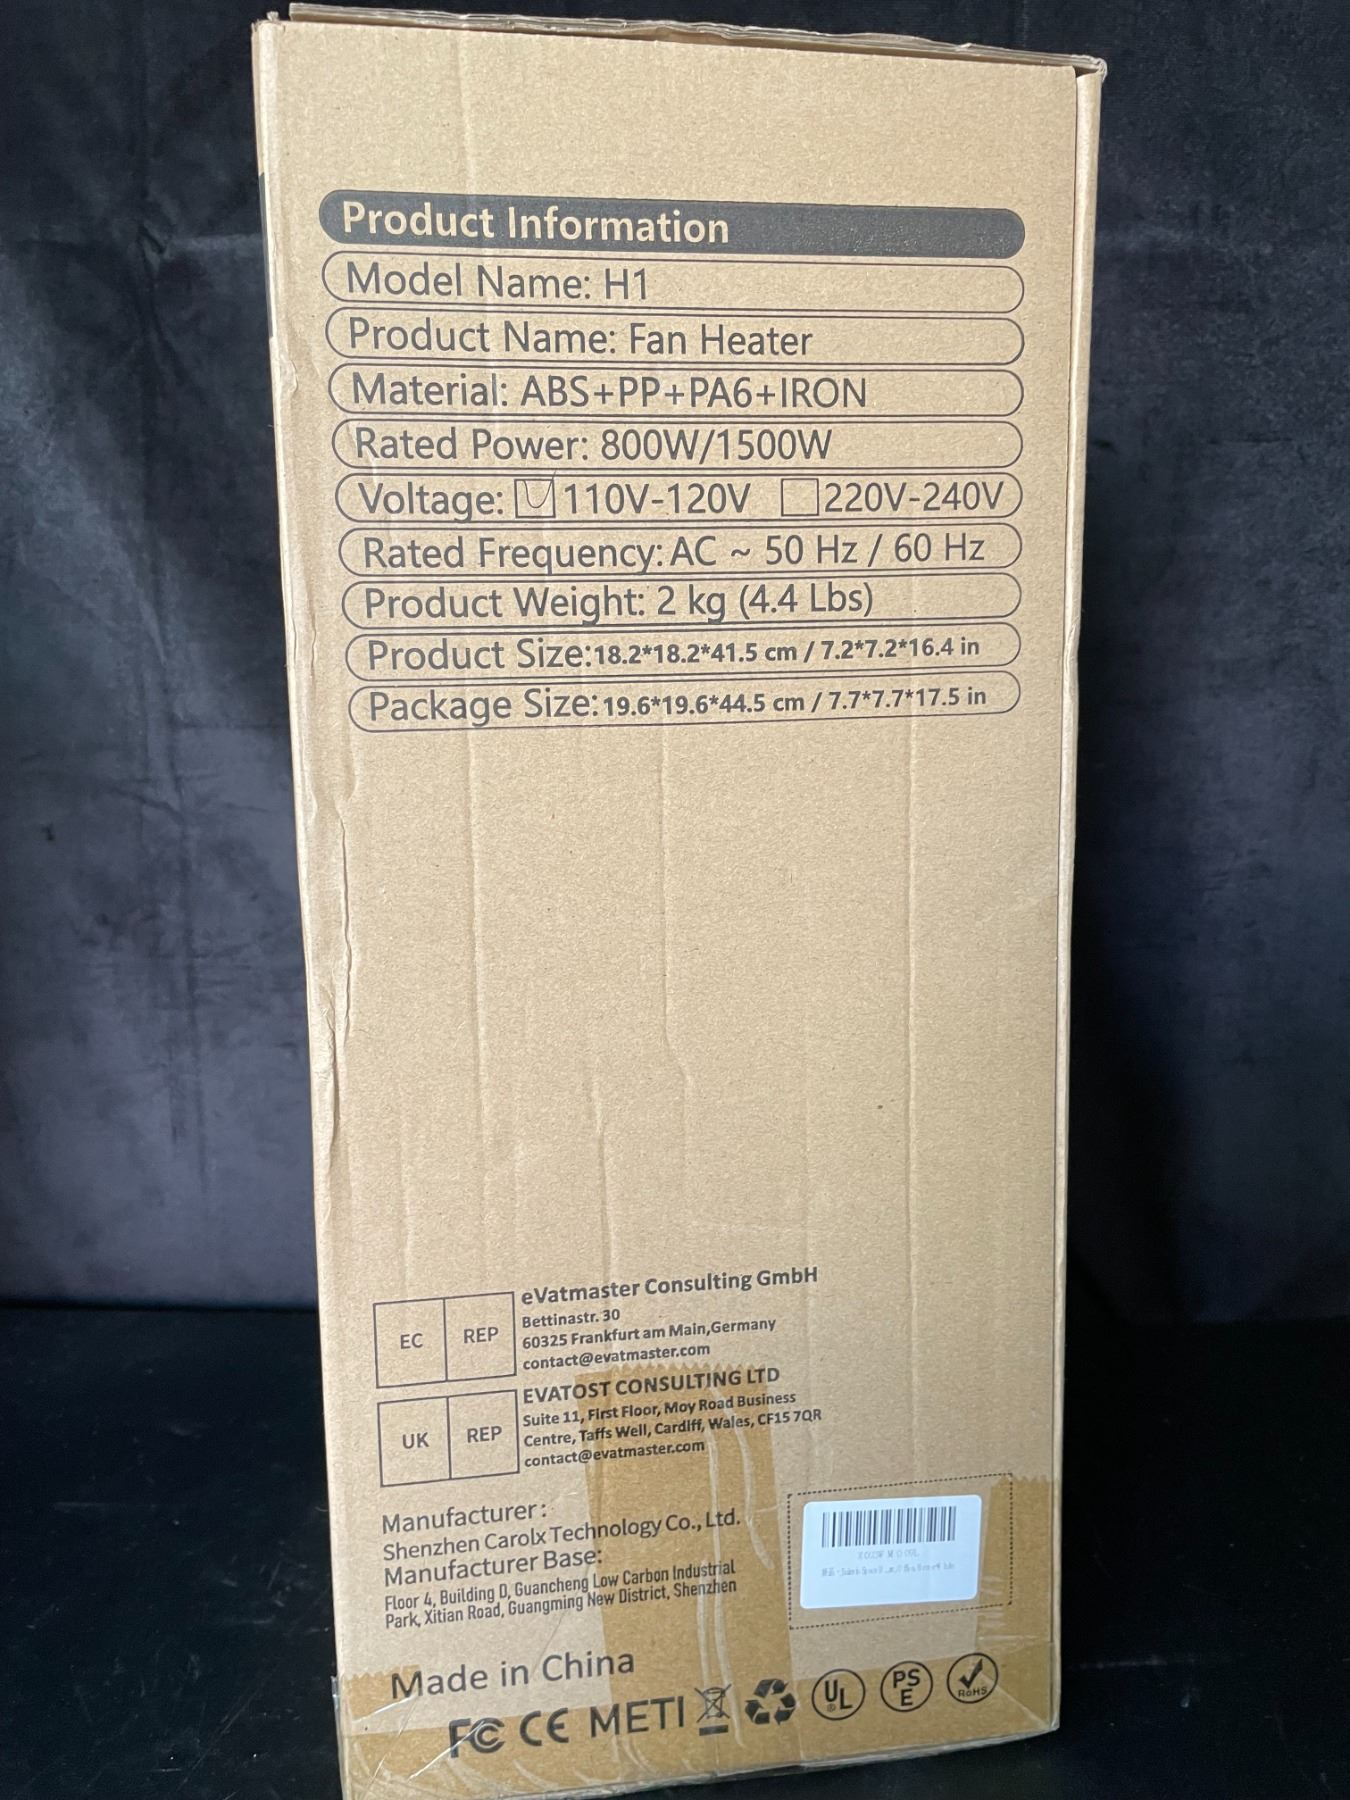 Product Information
Model Name: H1
Product Name: Fan Heater
Material: ABS+PP+PA6+IRON
Rated Power: 800W/1500W
Voltage: 110V-120V 220V-240V
Rated Frequency: AC ~ 50 Hz / 60 Hz
Product Weight: 2 kg (4.4 Lbs)
Product Size: 18.2*18.2*41.5 cm / 7.2*7.2*16.4 in
Package Size: 19.6*19.6*44.5 cm / 7.7*7.7*17.5 in
EC REP
eVatmaster Consulting GmbH
Bettinastr. 30
60325 Frankfurt am Main,Germany
contact@evatmaster.com
UK REP
EVATOST CONSULTING LTD
Suite 11, First Floor, Moy Road Business
Centre, Taffs Well, Cardiff, Wales, CF15 7QR
contact@evatmaster.com
Manufacturer:
Shenzhen Carolx Technology Co., Ltd.
Manufacturer Base:
Floor 4, Building D, Guancheng Low Carbon Industrial
Park, Xitian Road, Guangming New District, Shenzhen
Made in China
FC CE METI UL PSE RoHS